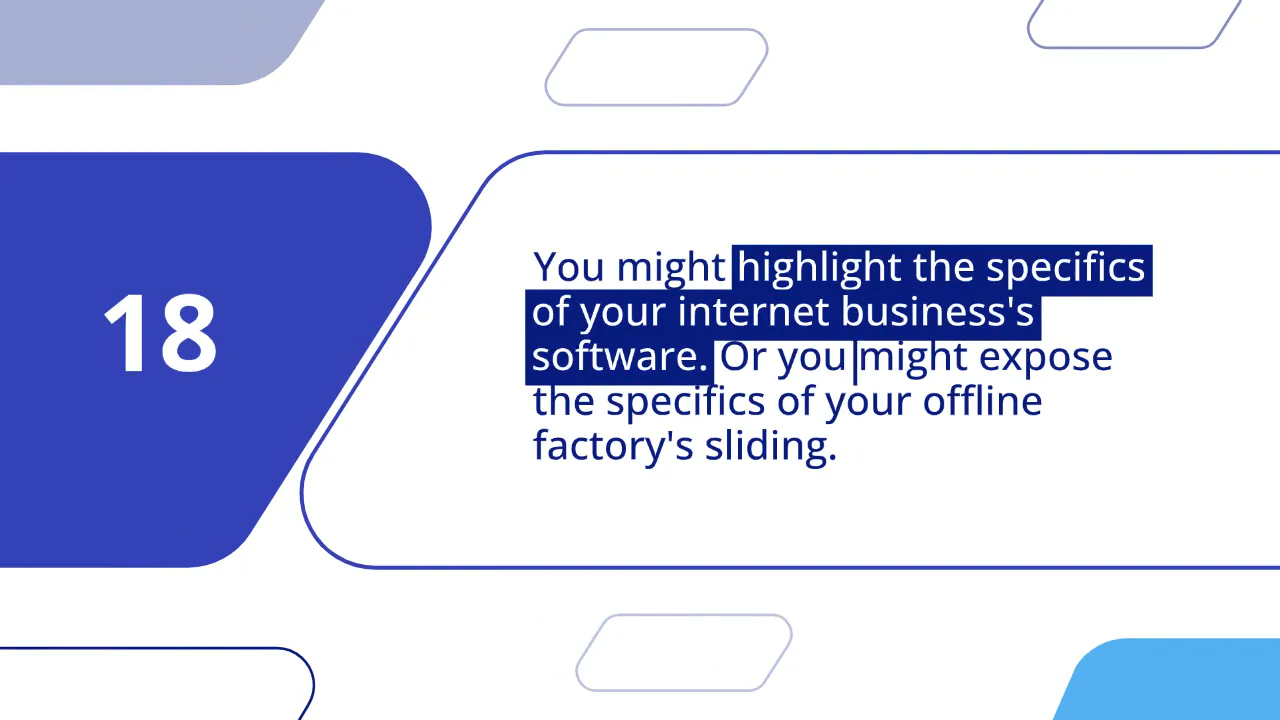 18
You might highlight the specifics
of your internet business's
software. Or you might expose
the specifics of your offline
factory's sliding.